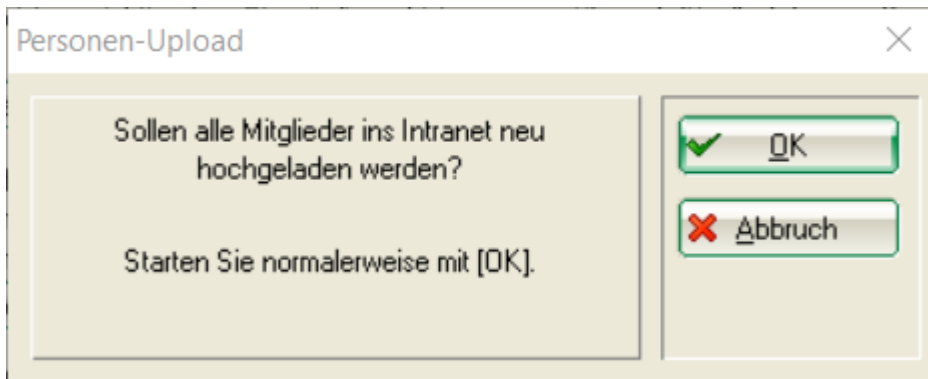 Personen-Upload
Sollen alle Mitglieder ins Intranet neu
hochgeladen werden?
Starten Sie normalerweise mit [OK].
OK
Abbruch